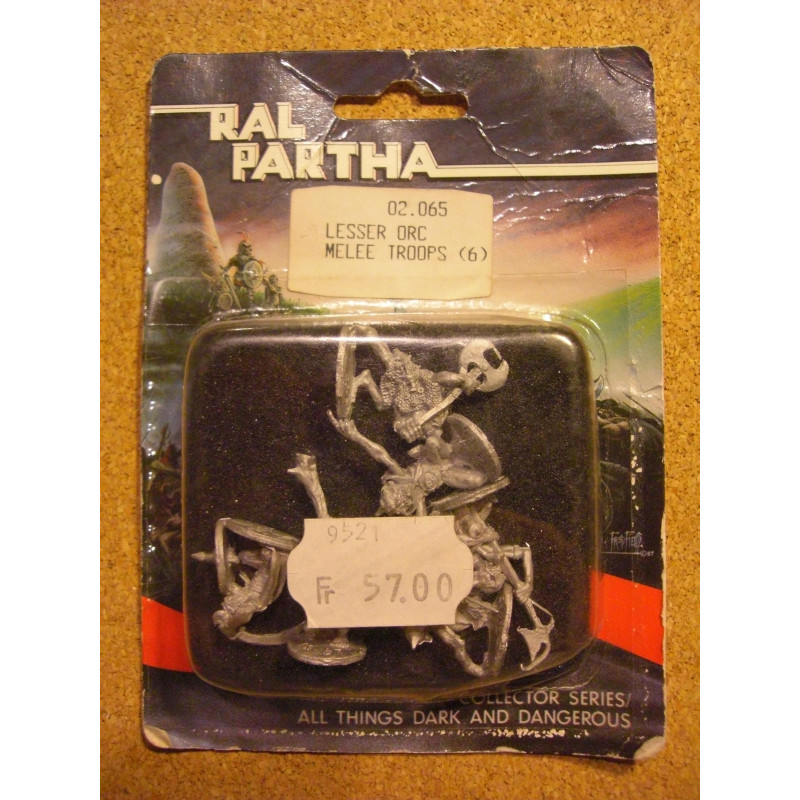 RAL
PARTHA
02.065
LESSER ORC
MELEE TROOPS (6)
9521
Fr 57.00
©87
COLLECTOR SERIES/
ALL THINGS DARK AND DANGEROUS